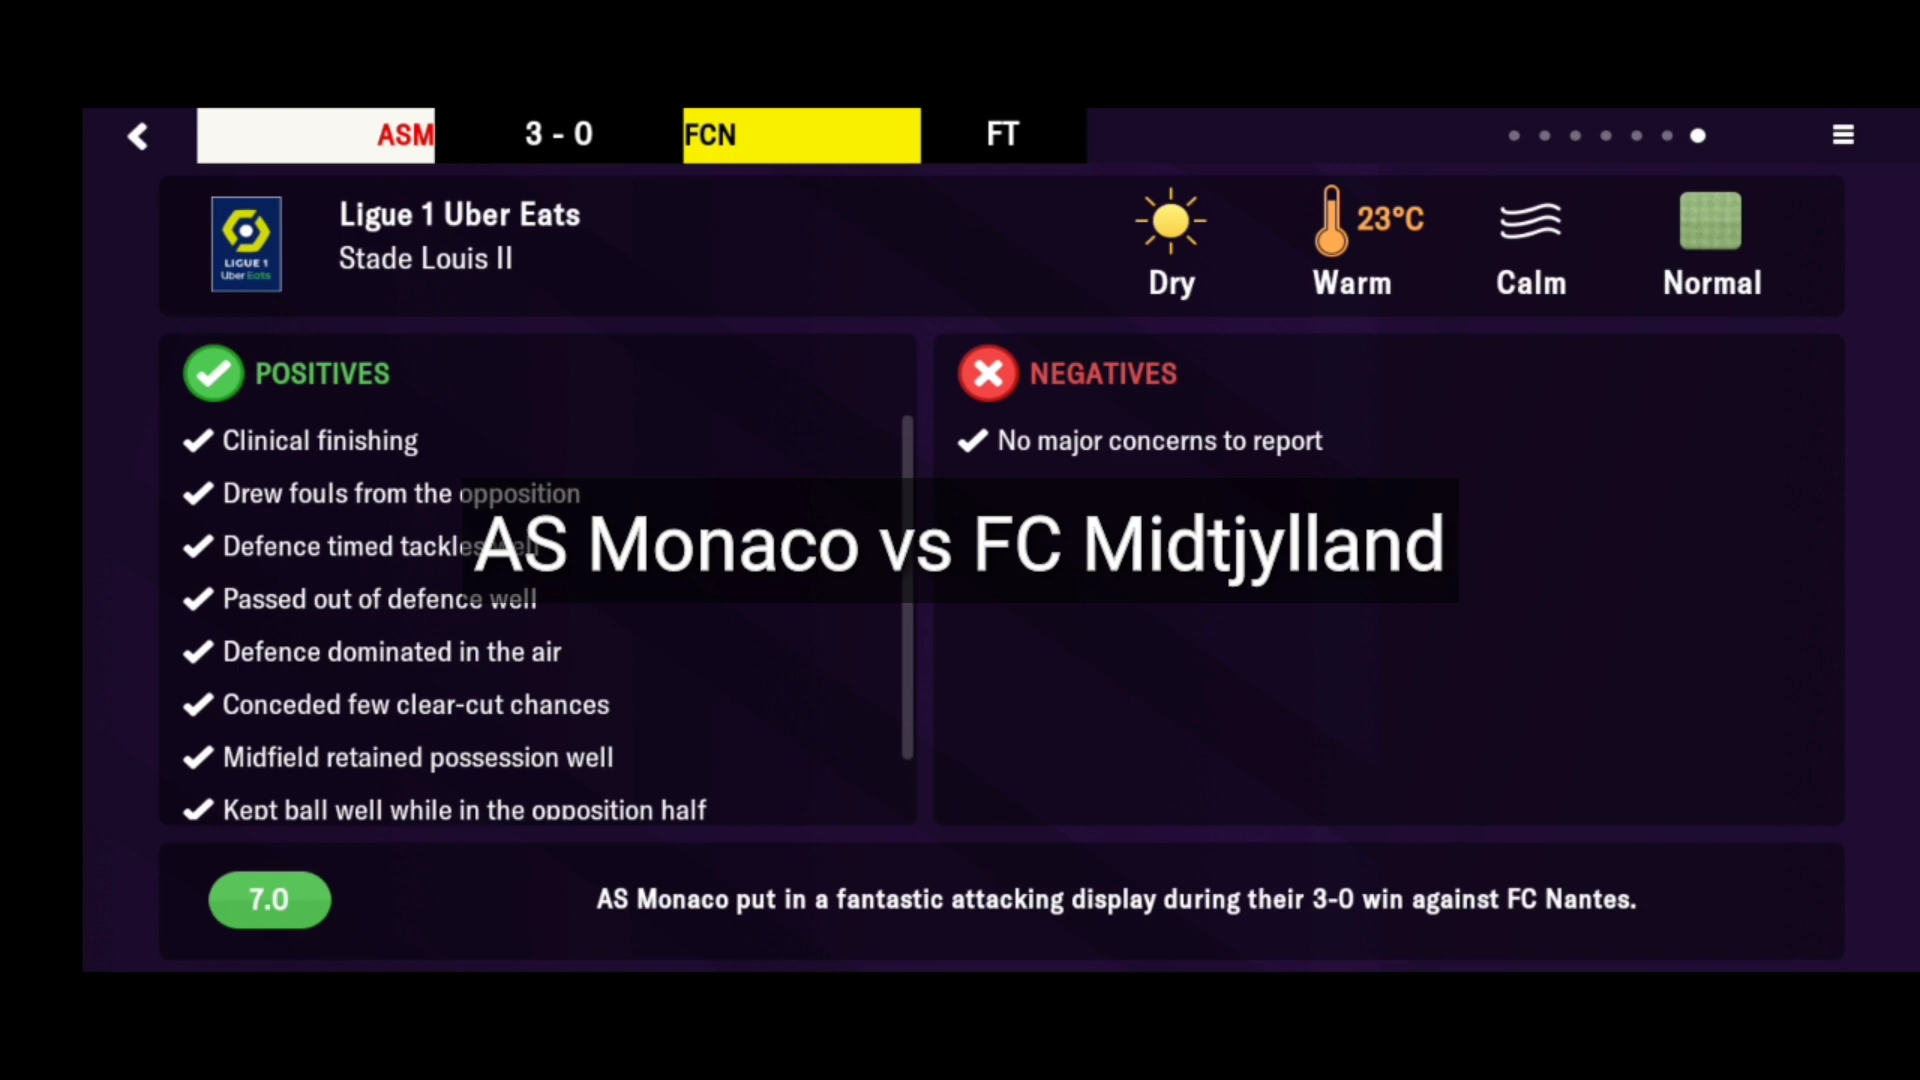 ASM 3 - 0 FCN FT
LIGUE 1
Uber Eats
Ligue 1 Uber Eats
Stade Louis II
Dry
23°C
Warm
Calm
Normal
POSITIVES
Clinical finishing
Drew fouls from the opposition
Defence timed tackles well
Passed out of defence well
Defence dominated in the air
Conceded few clear-cut chances
Midfield retained possession well
Kept ball well while in the opposition half
NEGATIVES
No major concerns to report
AS Monaco vs FC Midtjylland
7.0
AS Monaco put in a fantastic attacking display during their 3-0 win against FC Nantes.